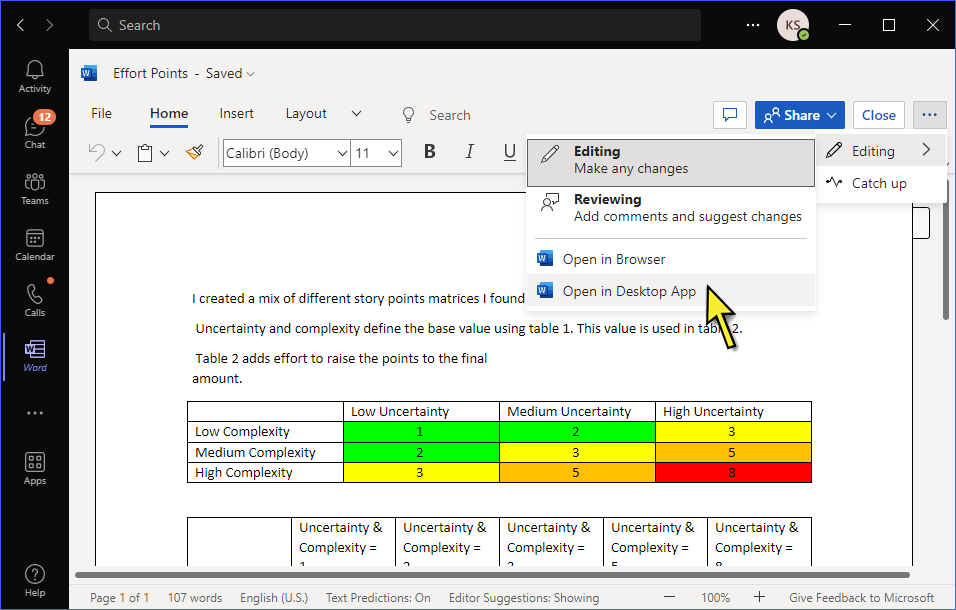 Search
KS
Activity
12
Chat
Teams
Calendar
Calls
Word
Apps
Help
Effort Points - Saved
File Home Insert Layout Search
Share Close
Calibri (Body) 11 B I U
Editing
Make any changes
Reviewing
Add comments and suggest changes
Open in Browser
Open in Desktop App
Editing
Catch up
I created a mix of different story points matrices I found
Uncertainty and complexity define the base value using table 1. This value is used in table 2.
Table 2 adds effort to raise the points to the final
amount.
Low Uncertainty Medium Uncertainty High Uncertainty
Low Complexity 1 2 3
Medium Complexity 2 3 5
High Complexity 3 5 8
Uncertainty & Uncertainty & Uncertainty & Uncertainty & Uncertainty &
Complexity = Complexity = Complexity = Complexity = Complexity =
1 2 3 5 8
Page 1 of 1 107 words English (U.S.) Text Predictions: On Editor Suggestions: Showing 100% Give Feedback to Microsoft